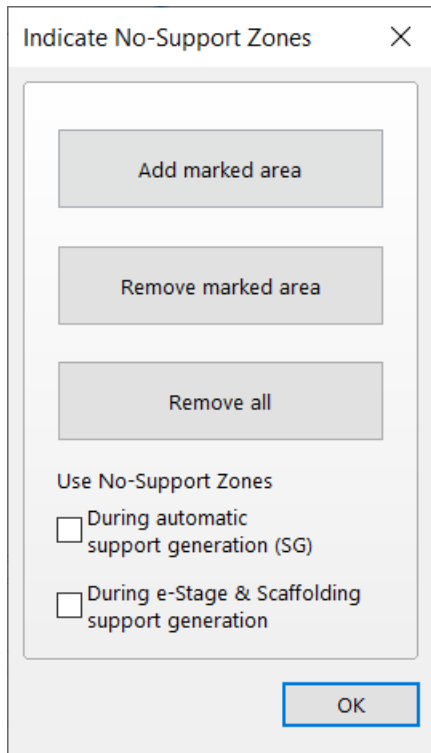 Indicate No-Support Zones
Add marked area
Remove marked area
Remove all
Use No-Support Zones
During automatic
support generation (SG)
During e-Stage & Scaffolding
support generation
OK